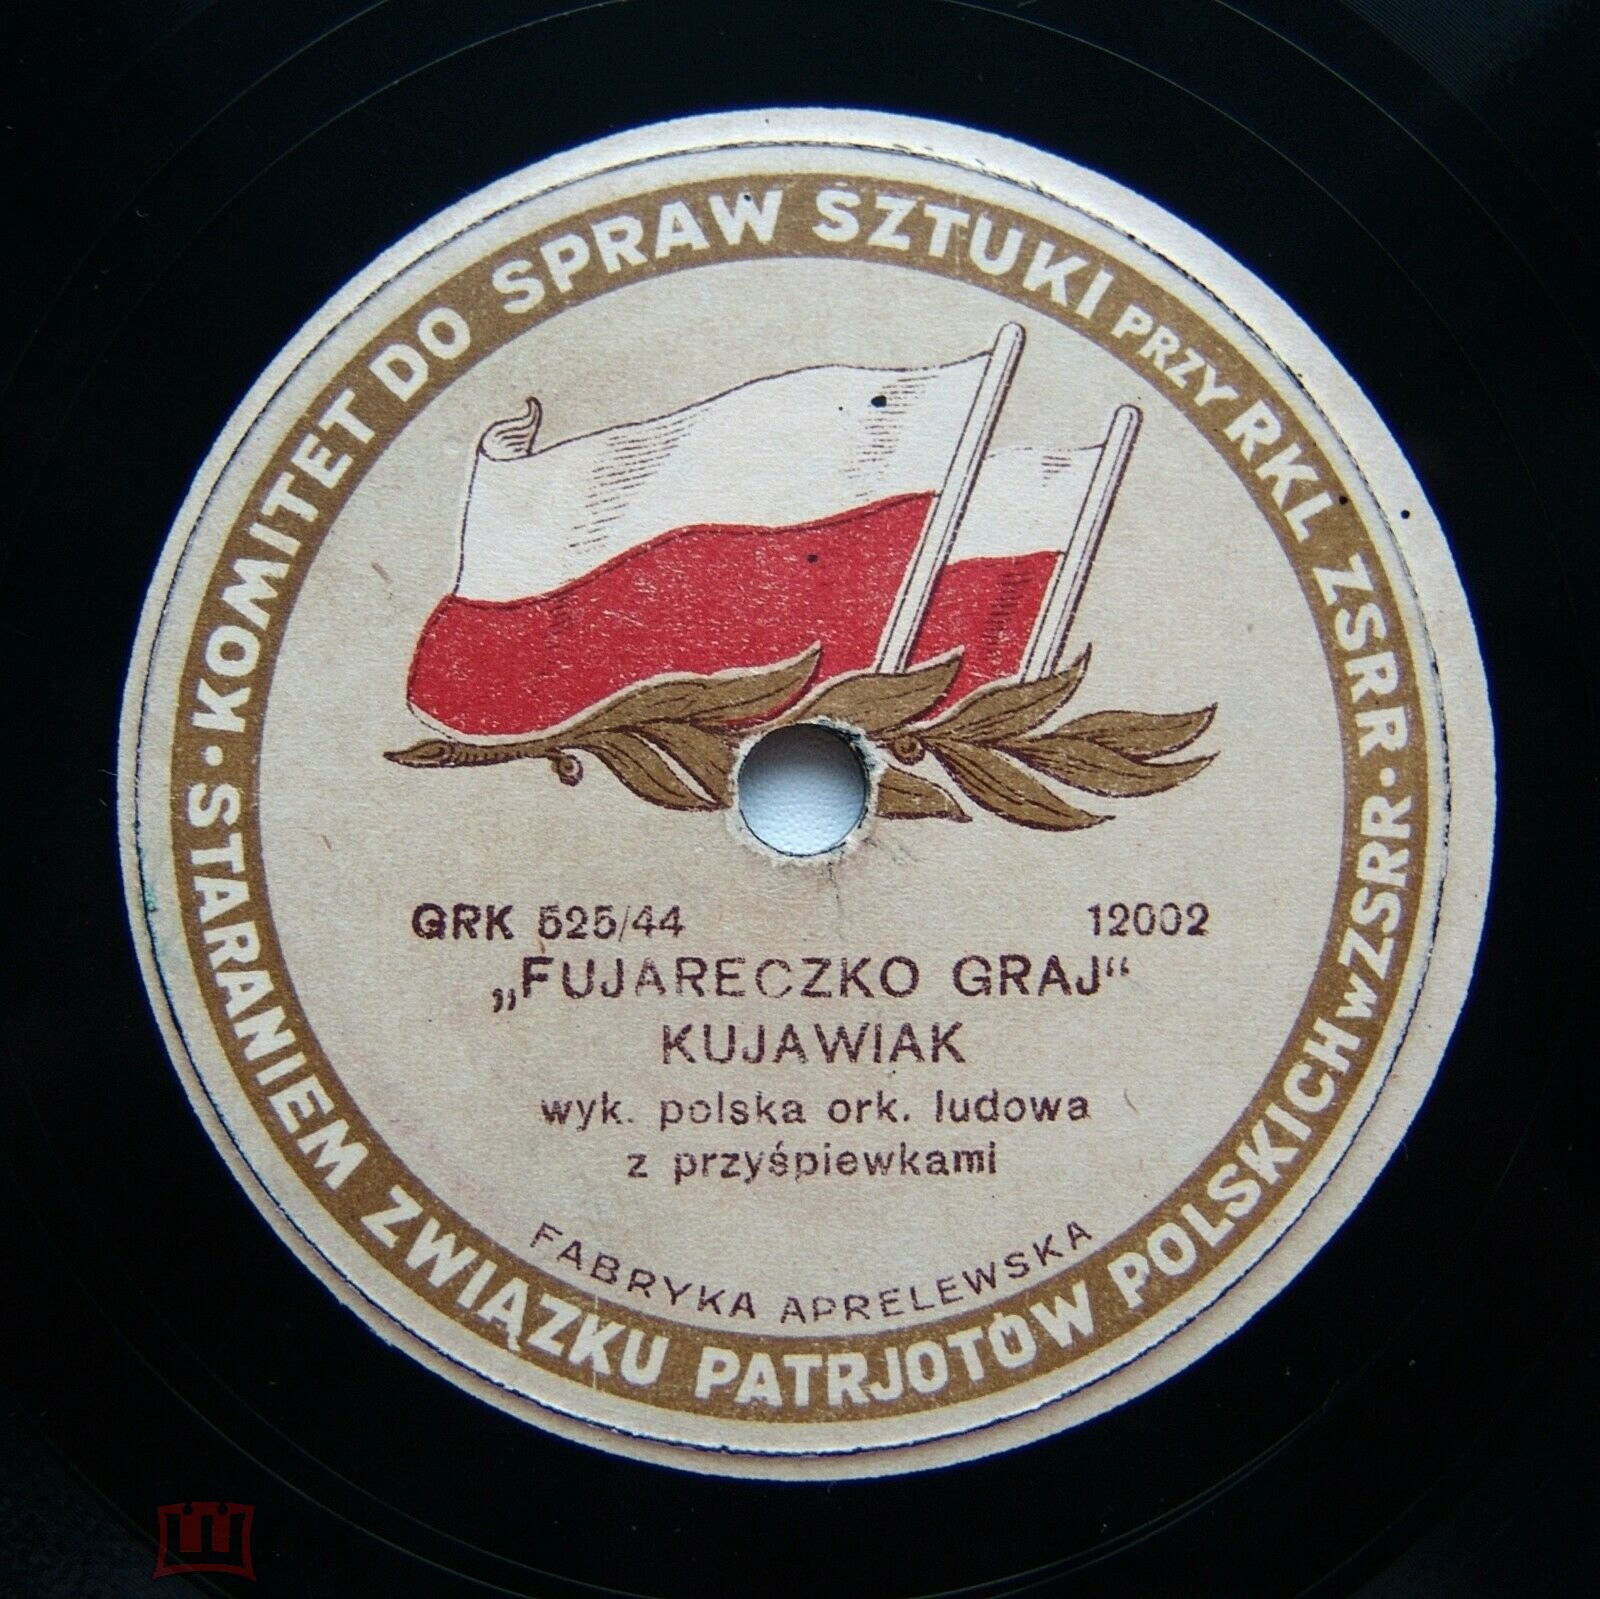 KOMITET DO SPRAW SZTUKI PRZY RKL ZSRR · RR
· STARANIEM ZWIĄZKU PATRJOTÓW POLSKICH w ZSRR
GRK 525/44 12002
„FUJARECZKO GRAJ“
KUJAWIAK
wyk. polska ork. ludowa
z przyśpiewkami
FABRYKA APRELEWSKA